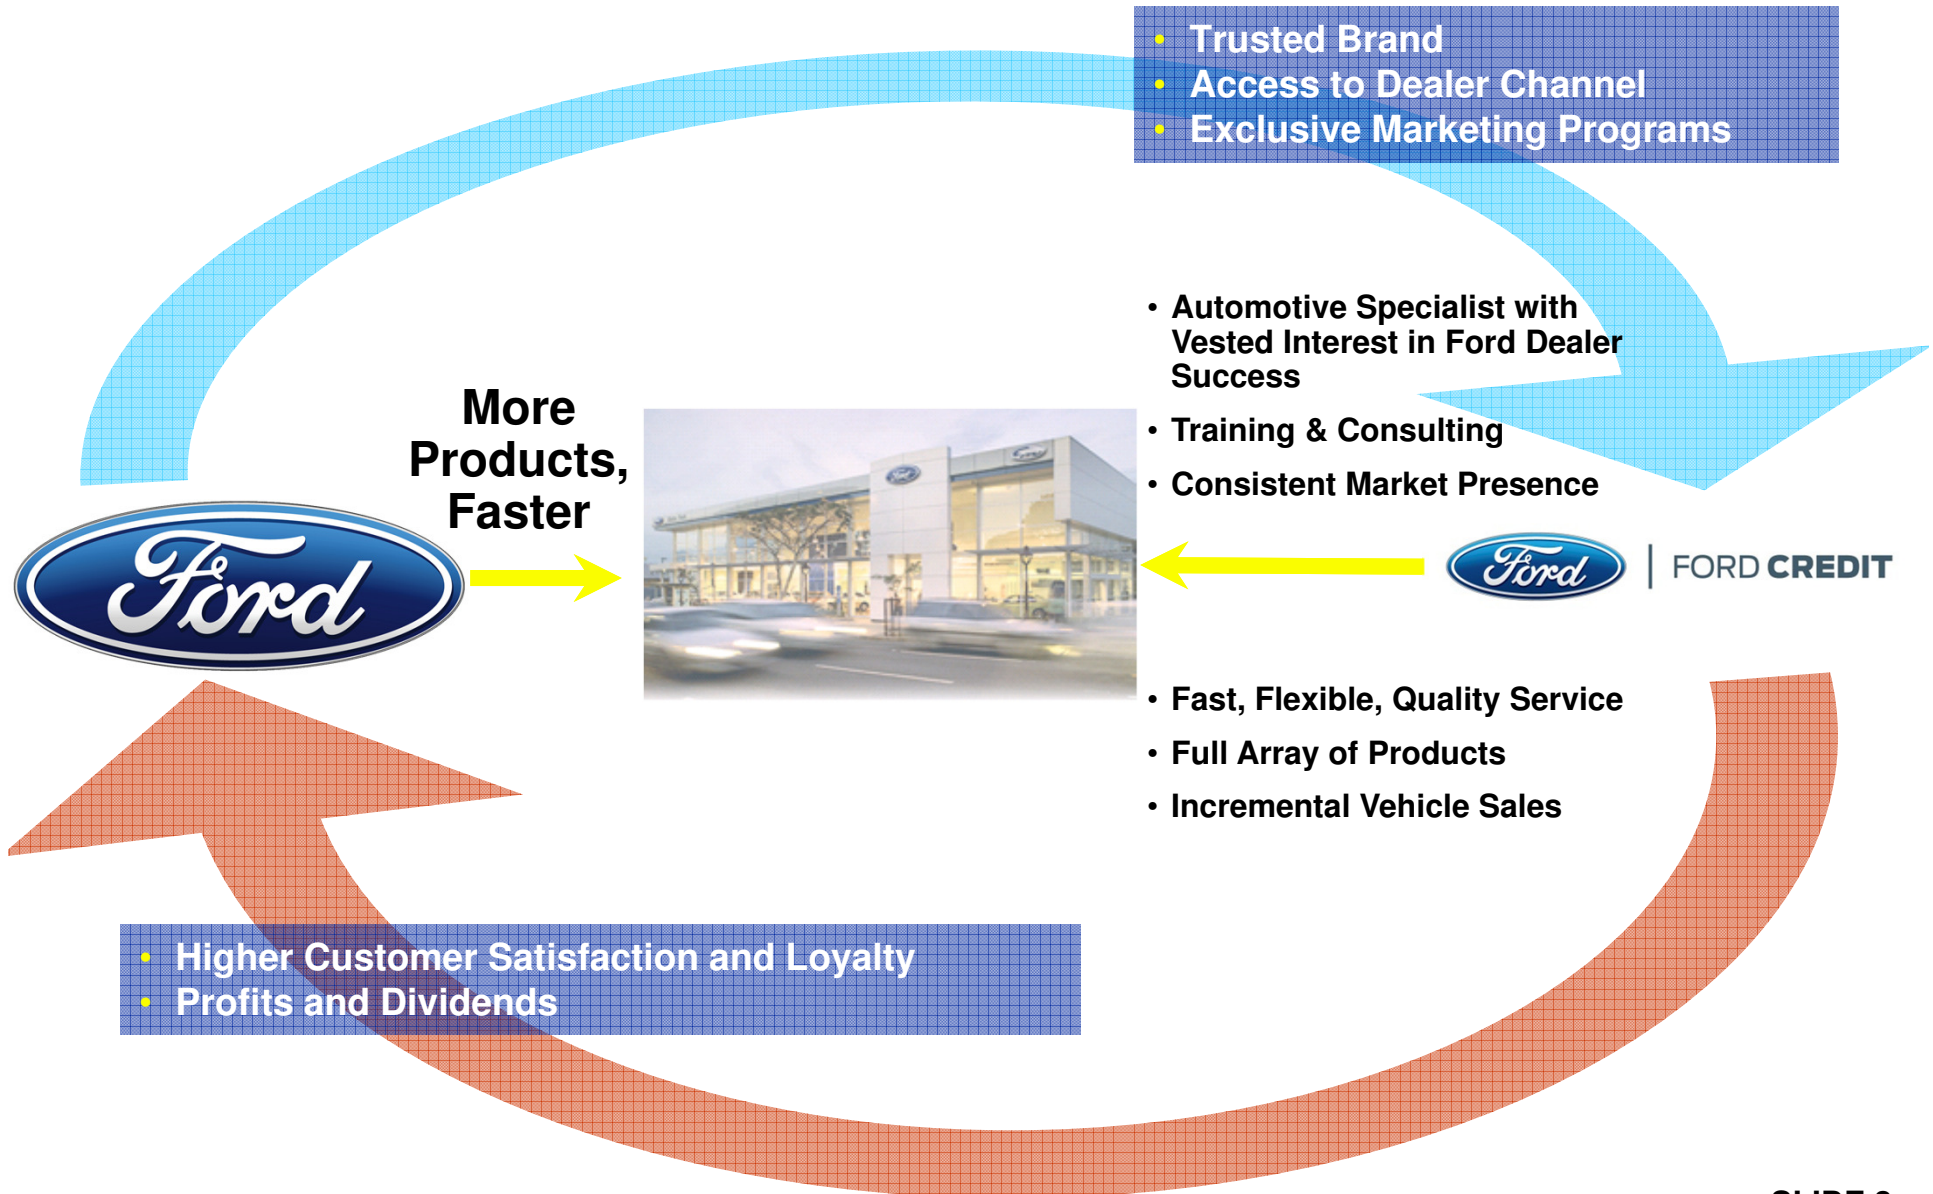 • Trusted Brand
• Access to Dealer Channel
• Exclusive Marketing Programs
• Automotive Specialist with
Vested Interest in Ford Dealer
Success
• Training & Consulting
• Consistent Market Presence
More
Products,
Faster
Ford
Ford
FORD CREDIT
• Fast, Flexible, Quality Service
• Full Array of Products
• Incremental Vehicle Sales
• Higher Customer Satisfaction and Loyalty
• Profits and Dividends